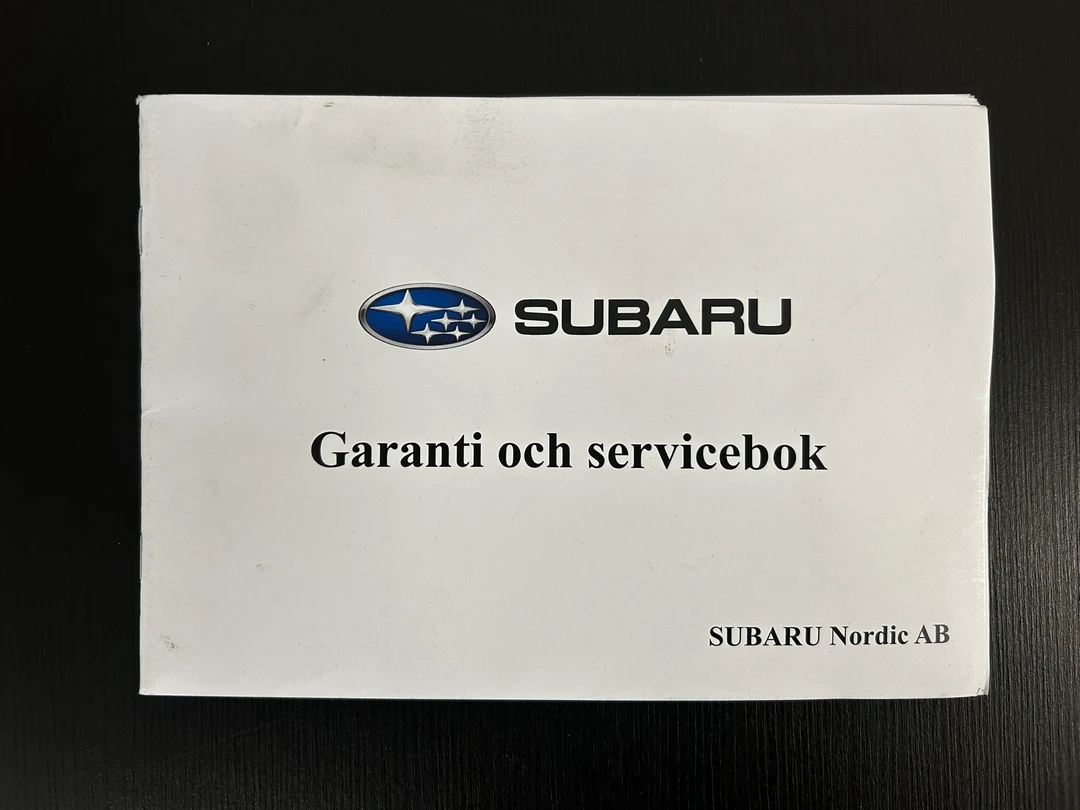 SUBARU
Garanti och servicebok
SUBARU Nordic AB